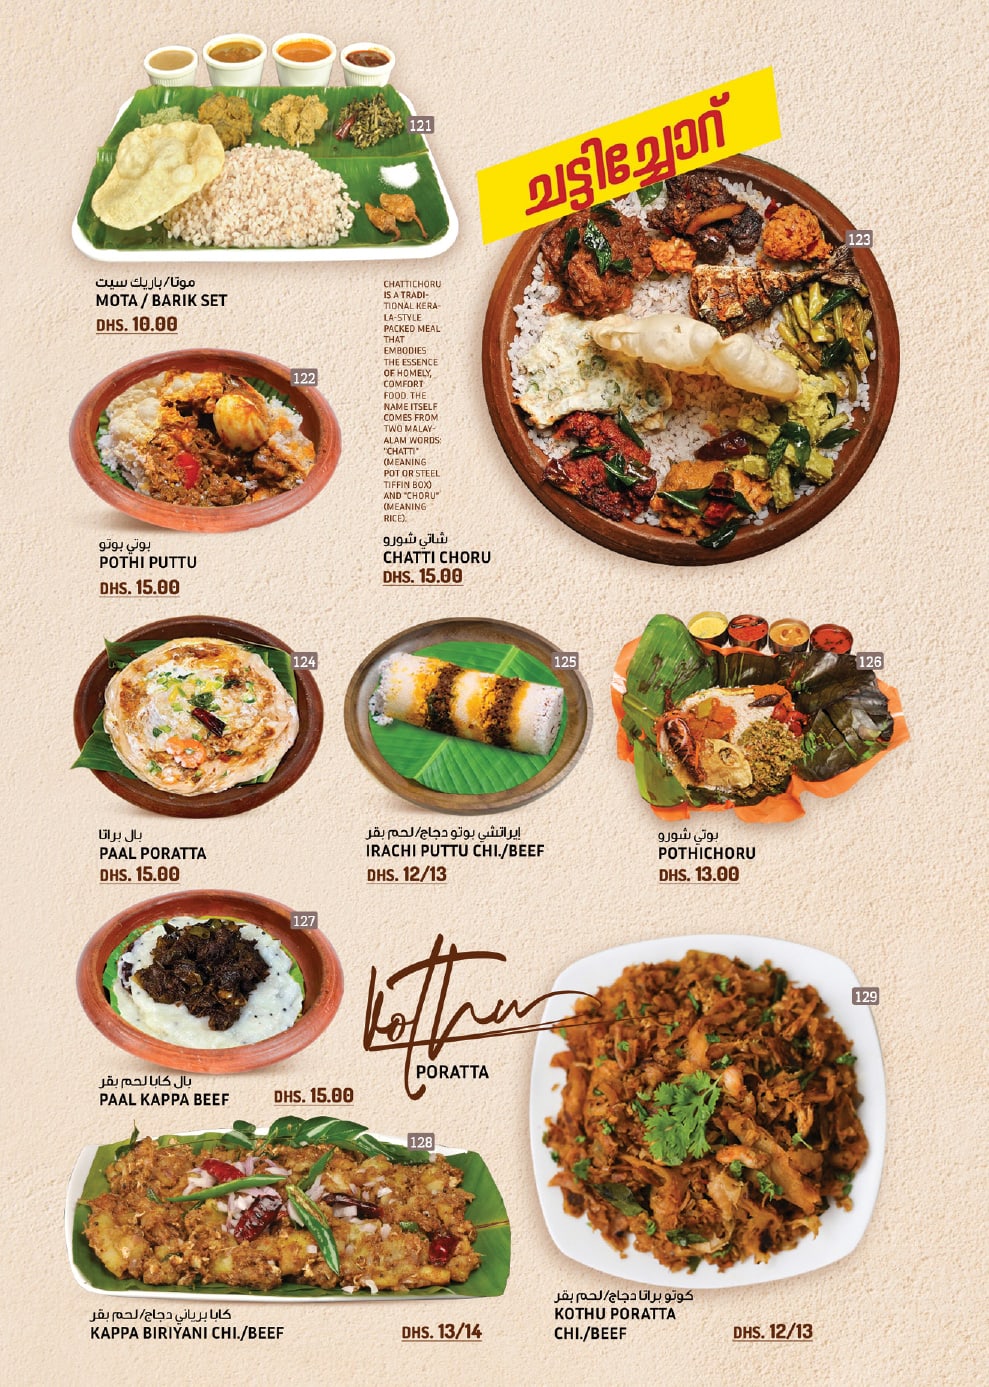 121
موتا/باريك سيت
MOTA / BARIK SET
DHS. 10.00
ചട്ടിച്ചോറ്
123
CHATTICHORU
IS A TRADI-
TIONAL KERA-
LA-STYLE
PACKED MEAL
THAT
EMBODIES
THE ESSENCE
OF HOMELY,
COMFORT
FOOD. THE
NAME ITSELF
COMES FROM
TWO MALAY-
ALAM WORDS:
"CHATTI"
(MEANING
POT OR STEEL
TIFFIN BOX)
AND "CHORU"
(MEANING
RICE).
شاتي شورو
CHATTI CHORU
DHS. 15.00
122
بوتي بوتو
POTHI PUTTU
DHS. 15.00
124
بال براتا
PAAL PORATTA
DHS. 15.00
125
إيراتشي بوتو دجاج/لحم بقر
IRACHI PUTTU CHI./BEEF
DHS. 12/13
126
بوتي شورو
POTHICHORU
DHS. 13.00
127
بال كابا لحم بقر
PAAL KAPPA BEEF
DHS. 15.00
kothu
PORATTA
128
كابا برياني دجاج/لحم بقر
KAPPA BIRIYANI CHI./BEEF
DHS. 13/14
129
كوتو براتا دجاج/لحم بقر
KOTHU PORATTA
CHI./BEEF
DHS. 12/13